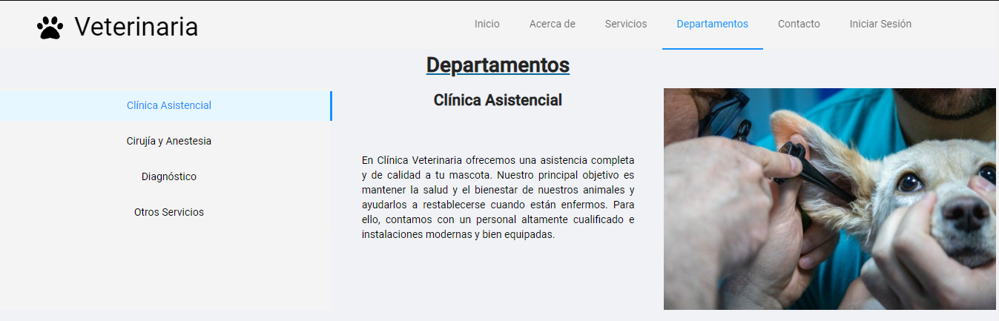 Veterinaria
Inicio
Acerca de
Servicios
Departamentos
Contacto
Iniciar Sesión
Departamentos
Clínica Asistencial
Cirujía y Anestesia
Diagnóstico
Otros Servicios
Clínica Asistencial
En Clínica Veterinaria ofrecemos una asistencia completa
y de calidad a tu mascota. Nuestro principal objetivo es
mantener la salud y el bienestar de nuestros animales y
ayudarlos a restablecerse cuando están enfermos. Para
ello, contamos con un personal altamente cualificado e
instalaciones modernas y bien equipadas.